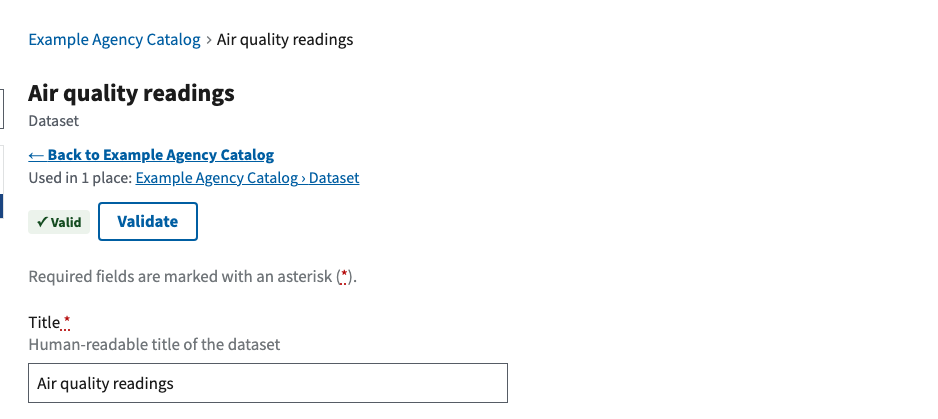 Example Agency Catalog › Air quality readings
Air quality readings
Dataset
← Back to Example Agency Catalog
Used in 1 place: Example Agency Catalog › Dataset
✓ Valid Validate
Required fields are marked with an asterisk (*).
Title *
Human-readable title of the dataset
Air quality readings